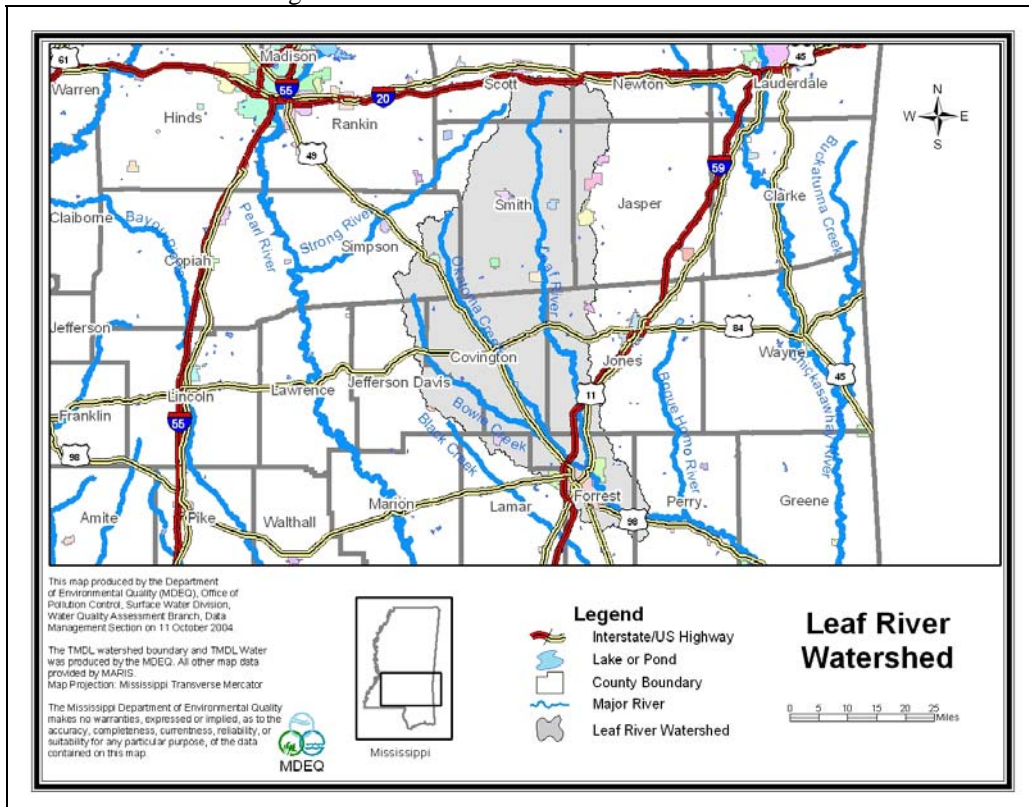 61
Madison
45
Warren
55
20
Scott
Newton
Lauderdale
Hinds
Rankin
N
W E
S
49
59
Buckatunna Creek
Claiborne
Bayou Pierre
Pearl River
Strong River
Smith
Jasper
Clarke
Simpson
Copiah
Leaf River
Okatoma Creek
Jefferson
84
Covington
Jones
Wayne
Jefferson Davis
Lawrence
45
Lincoln
11
Chickasawhay River
Franklin
55
Bowie Creek
Bogue Homo River
Black Creek
98
Marion
Forrest
Perry
Greene
Lamar
Amite
Pike
Walthall
98
This map produced by the Department
of Environmental Quality (MDEQ), Office of
Pollution Control, Surface Water Division,
Water Quality Assessment Branch, Data
Management Section on 11 October 2004
The TMDL watershed boundary and TMDL Water
was produced by the MDEQ. All other map data
provided by MARIS.
Map Projection: Mississippi Transverse Mercator
The Mississippi Department of Environmental Quality
makes no warranties, expressed or implied, as to the
accuracy, completeness, currentness, reliability, or
suitability for any particular purpose, of the data
contained on this map.
MDEQ
Mississippi
Legend
Interstate/US Highway
Lake or Pond
County Boundary
Major River
Leaf River Watershed
Leaf River
Watershed
0 5 10 15 20 25
Miles